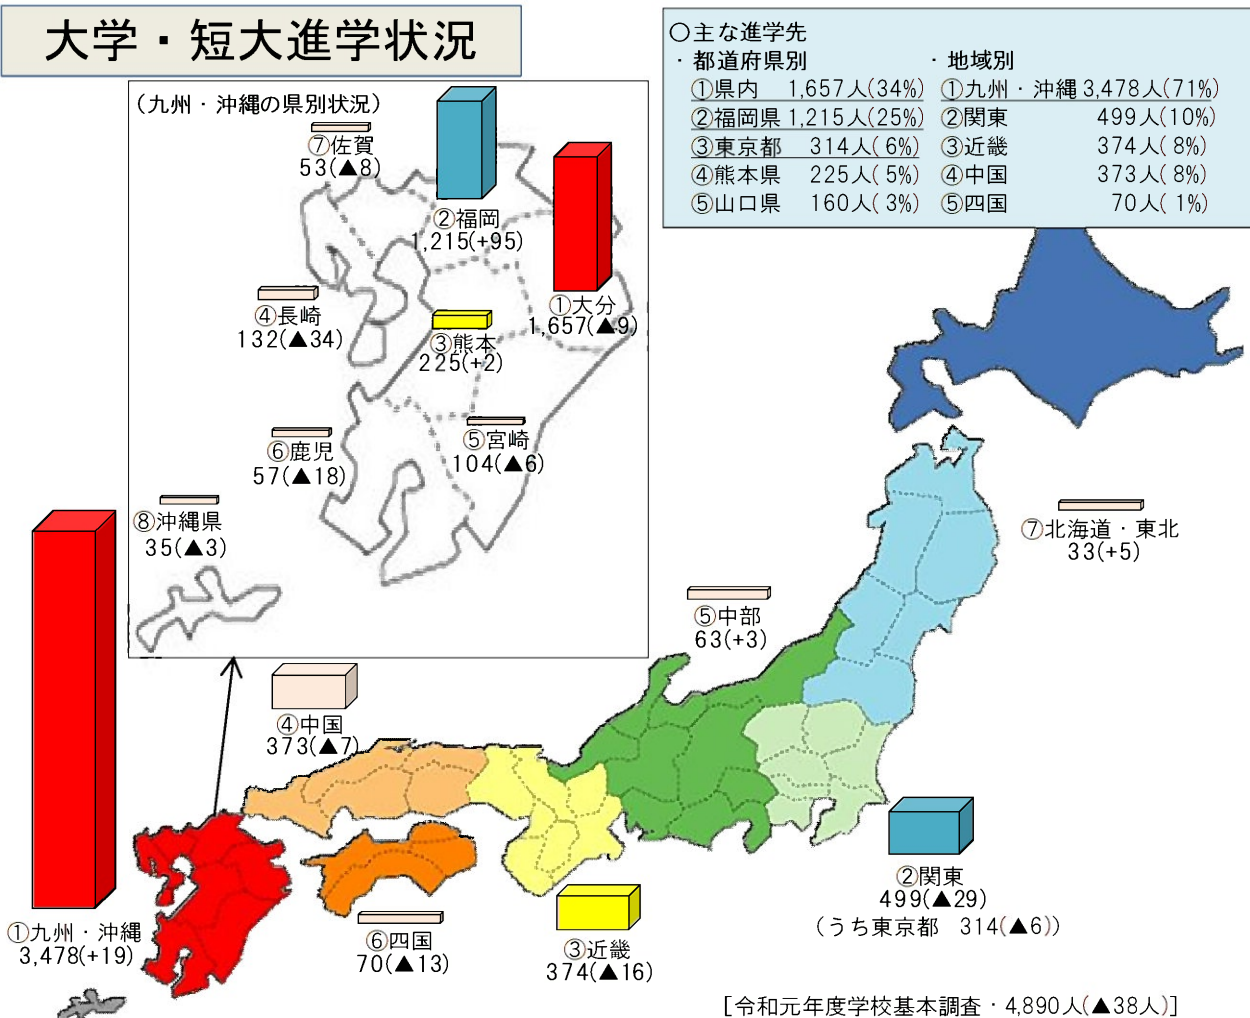 大学・短大進学状況
○主な進学先
・都道府県別
①県内 1,657人(34%)
②福岡県 1,215人(25%)
③東京都 314人( 6%)
④熊本県 225人( 5%)
⑤山口県 160人( 3%)
・地域別
①九州・沖縄 3,478人(71%)
②関東 499人(10%)
③近畿 374人( 8%)
④中国 373人( 8%)
⑤四国 70人( 1%)
(九州・沖縄の県別状況)
⑦佐賀
53(▲8)
②福岡
1,215(+95)
①大分
1,657(▲9)
④長崎
132(▲34)
③熊本
225(+2)
⑥鹿児
57(▲18)
⑤宮崎
104(▲6)
⑧沖縄県
35(▲3)
⑦北海道・東北
33(+5)
⑤中部
63(+3)
④中国
373(▲7)
②関東
499(▲29)
(うち東京都 314(▲6))
①九州・沖縄
3,478(+19)
⑥四国
70(▲13)
③近畿
374(▲16)
[令和元年度学校基本調査・4,890人(▲38人)]